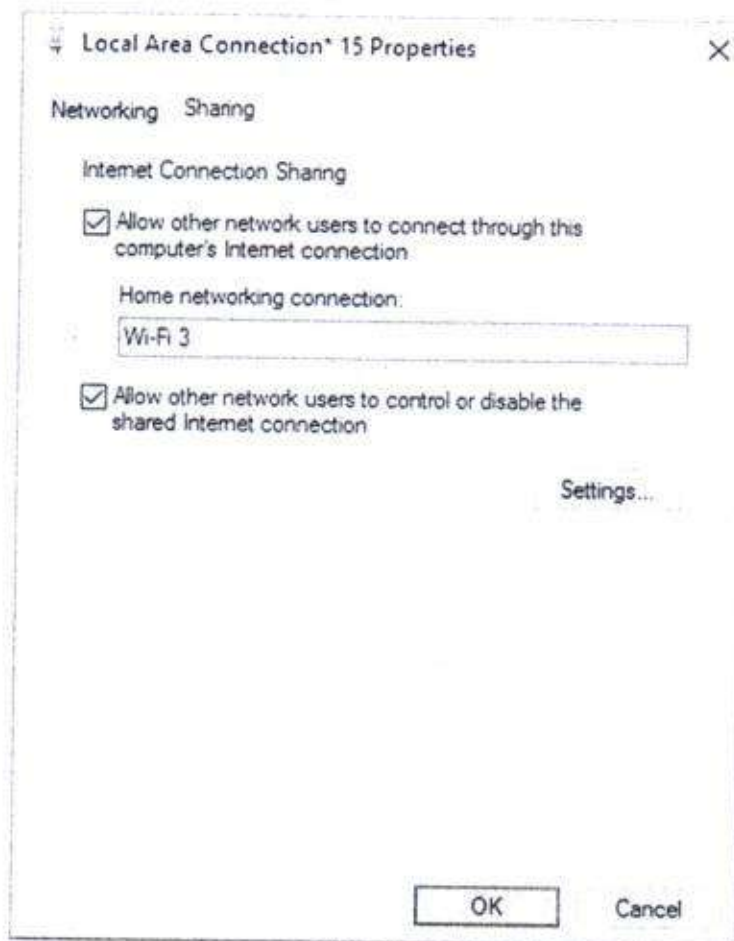 Local Area Connection* 15 Properties
Networking Sharing
Internet Connection Sharing
Allow other network users to connect through this
computer's Internet connection
Home networking connection:
Wi-Fi 3
Allow other network users to control or disable the
shared Internet connection
Settings...
OK Cancel